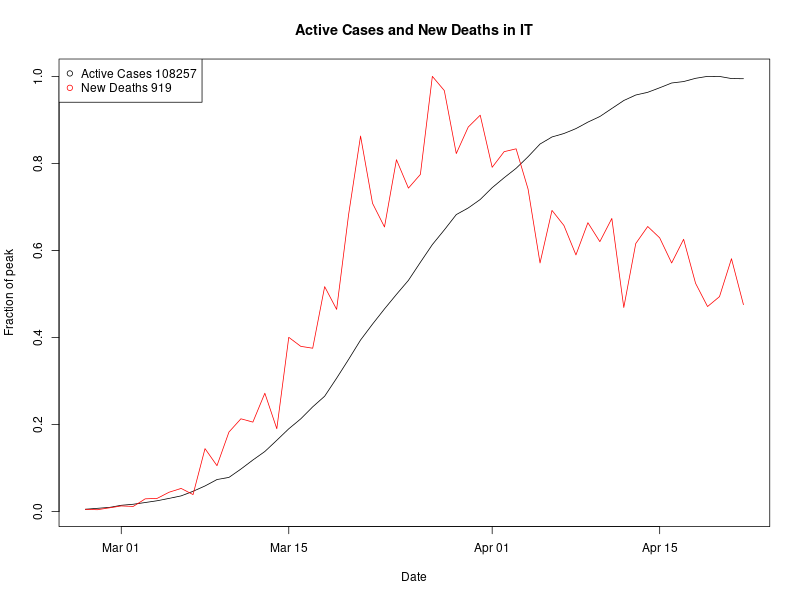 Active Cases and New Deaths in IT
Active Cases 108257
New Deaths 919
1.0
0.8
0.6
0.4
0.2
0.0
Fraction of peak
Mar 01
Mar 15
Apr 01
Apr 15
Date